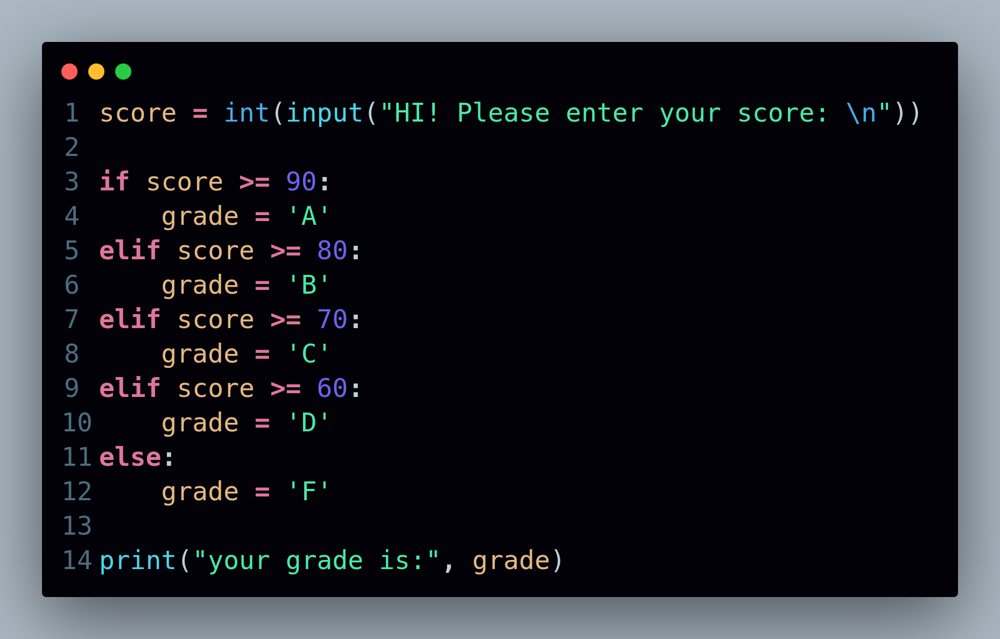 1 score = int(input("HI! Please enter your score: \n"))
2
3 if score >= 90:
4     grade = 'A'
5 elif score >= 80:
6     grade = 'B'
7 elif score >= 70:
8     grade = 'C'
9 elif score >= 60:
10     grade = 'D'
11 else:
12     grade = 'F'
13
14 print("your grade is:", grade)